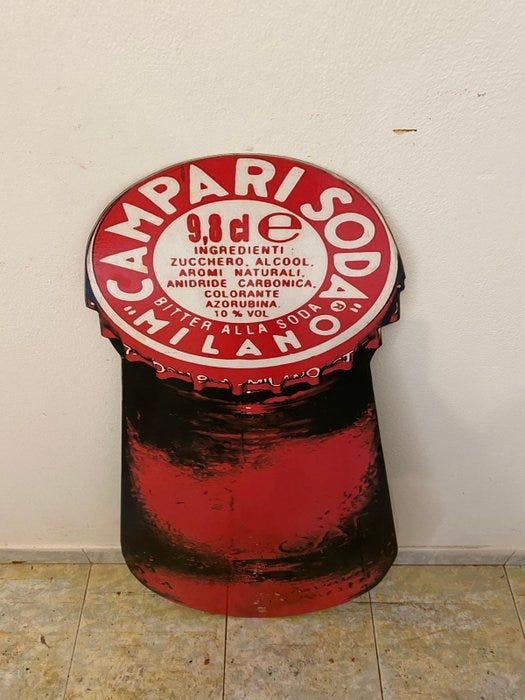 "CAMPARI SODA"
9,8 cl e
INGREDIENTI :
ZUCCHERO, ALCOOL,
AROMI NATURALI,
ANIDRIDE CARBONICA,
COLORANTE
AZORUBINA.
10 % VOL
BITTER ALLA SODA ®
MILANO
MILANO